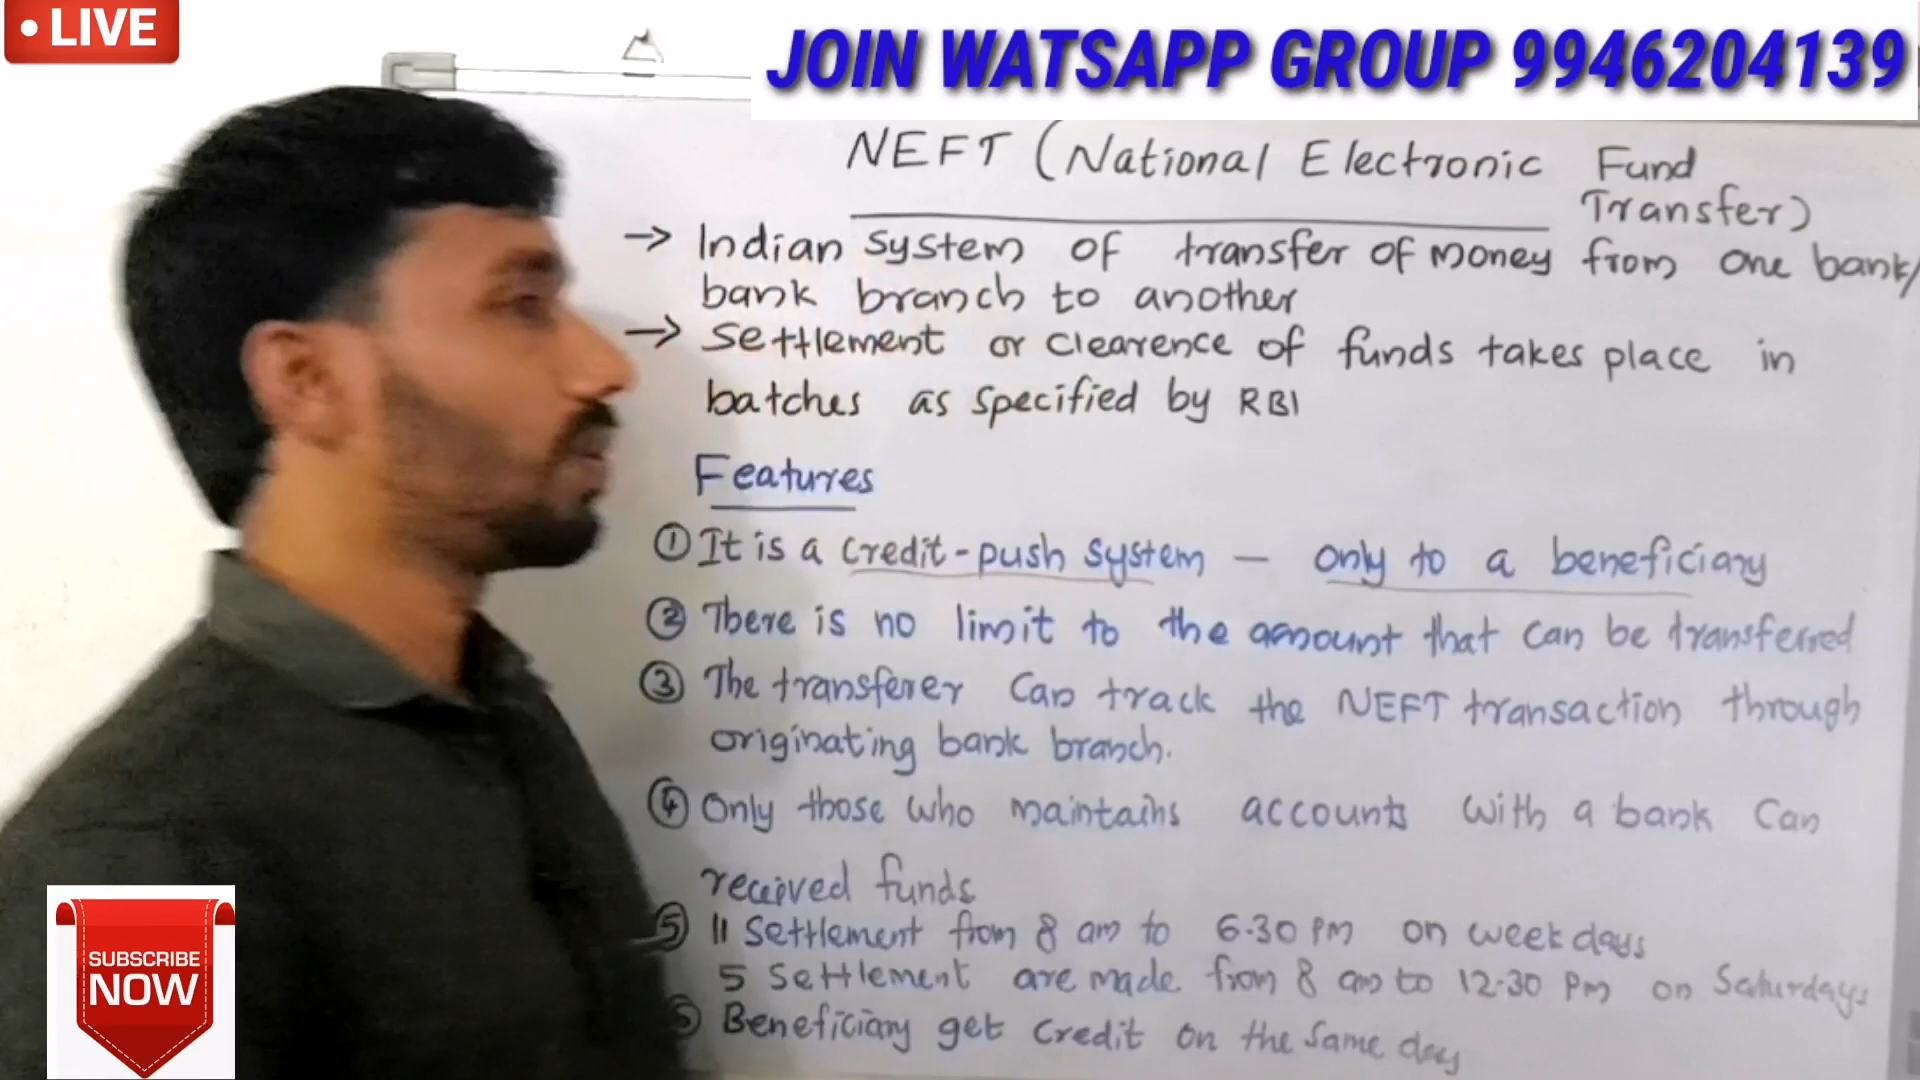 • LIVE
JOIN WATSAPP GROUP 9946204139
NEFT (National Electronic Fund
Transfer)
→ Indian system of transfer of money from one bank/
bank branch to another
→ Settlement or clearence of funds takes place in
batches as specified by RBI
Features
① It is a credit-push system — only to a beneficiary
② There is no limit to the amount that can be transferred
③ The transferer Can track the NEFT transaction through
originating bank branch.
④ Only those who maintains accounts with a bank Can
received funds
⑤ 11 Settlement from 8 am to 6.30 PM on weekdays
5 Settlement are made from 8 am to 12.30 Pm on Saturdays
⑥ Beneficiary get credit on the same day
SUBSCRIBE
NOW